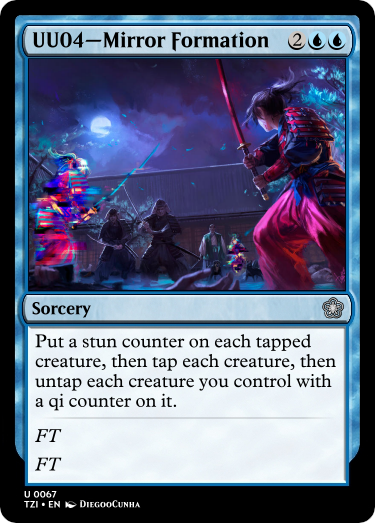 UU04—Mirror Formation 2
Sorcery
Put a stun counter on each tapped
creature, then tap each creature, then
untap each creature you control with
a qi counter on it.
FT
FT
U 0067
TZI • EN DiegooCunha